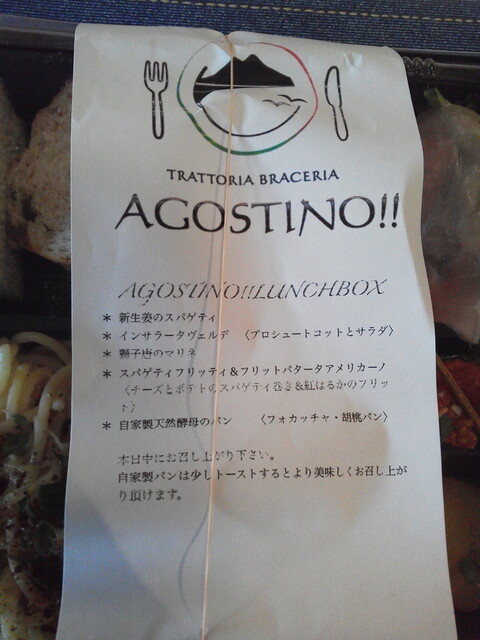 TRATTORIA BRACERIA
AGOSTINO!!
AGOSTINO!!LUNCHBOX
* 新生姜のスパゲティ
* インサラータヴェルデ 〈プロシュートコットとサラダ〉
* 獅子唐のマリネ
* スパゲティフリッティ＆フリットパタータアメリカーノ
〈チーズとポテトのスパゲティ巻き＆紅はるかのフリッ
ト〉
* 自家製天然酵母のパン 〈フォカッチャ・胡桃パン〉
本日中にお召し上がり下さい。
自家製パンは少しトーストするとより美味しくお召し上が
り頂けます。